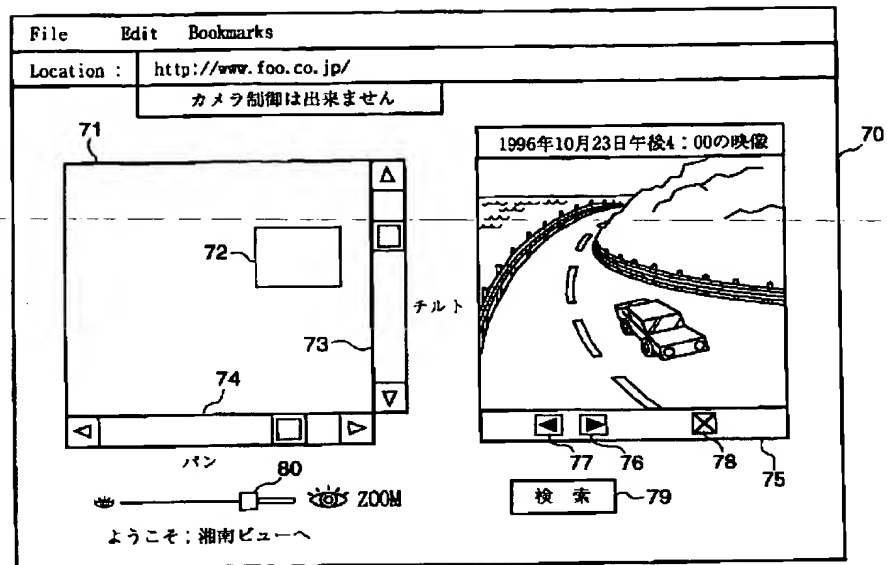 File Edit Bookmarks
Location : http://www.foo.co.jp/
カメラ制御は出来ません
71
1996年10月23日午後4:00の映像
70
72
チルト
73
74
パン
77 76 78 75
80
ZOOM
検 索 79
ようこそ;湘南ビューへ